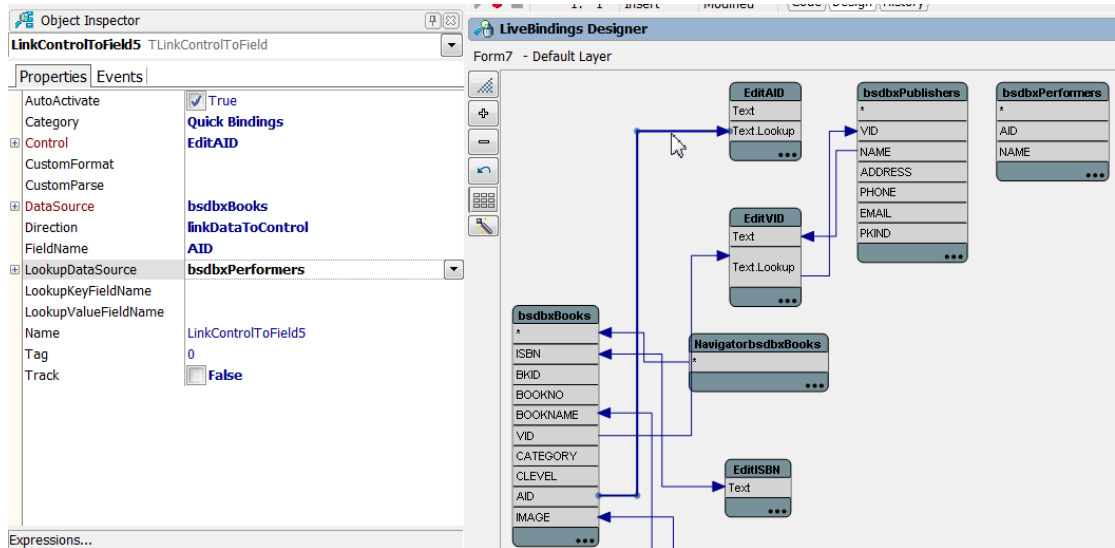 Object Inspector
LinkControlToField5 TLinkControlToField
Properties Events
AutoActivate True
Category Quick Bindings
Control EditAID
CustomFormat
CustomParse
DataSource bsdbxBooks
Direction linkDataToControl
FieldName AID
LookupDataSource bsdbxPerformers
LookupKeyFieldName
LookupValueFieldName
Name LinkControlToField5
Tag 0
Track False
Expressions...
1: 1 Insert Modified Code Design History
LiveBindings Designer
Form7 - Default Layer
EditAID
Text
Text.Lookup
bsdbxPublishers
*
VID
NAME
ADDRESS
PHONE
EMAIL
PKIND
bsdbxPerformers
*
AID
NAME
EditVID
Text
Text.Lookup
bsdbxBooks
*
ISBN
BKID
BOOKNO
BOOKNAME
VID
CATEGORY
CLEVEL
AID
IMAGE
NavigatorbsdbxBooks
*
EditISBN
Text